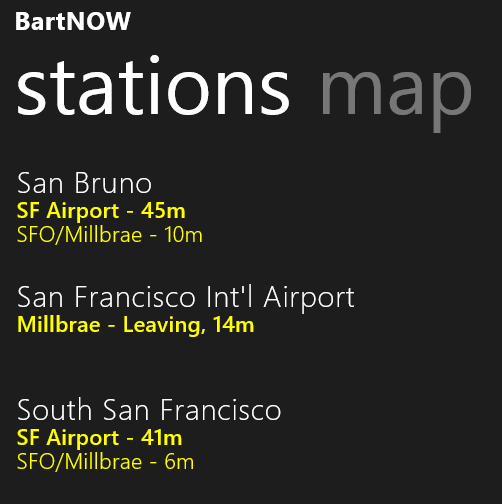 BartNOW
stations map
San Bruno
SF Airport - 45m
SFO/Millbrae - 10m
San Francisco Int'l Airport
Millbrae - Leaving, 14m
South San Francisco
SF Airport - 41m
SFO/Millbrae - 6m